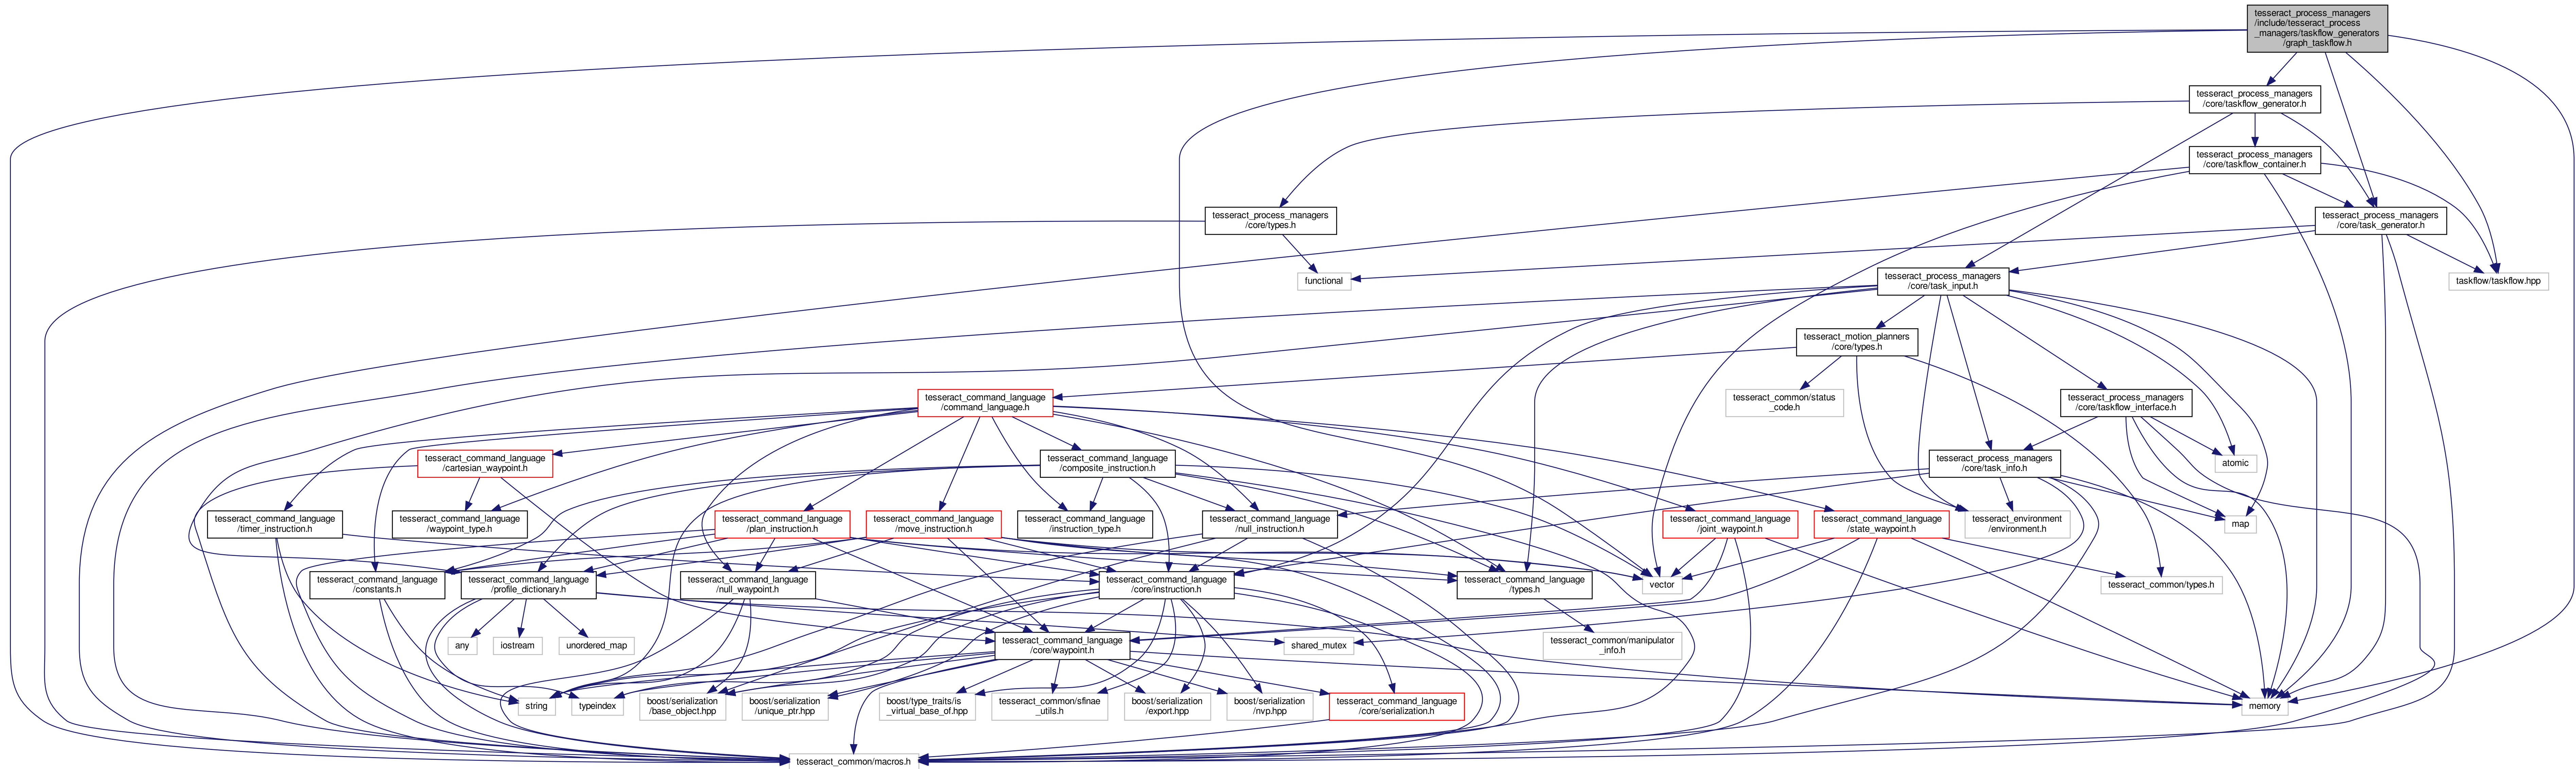 tesseract_process_managers
/include/tesseract_process
_managers/taskflow_generators
/graph_taskflow.h
tesseract_process_managers
/core/taskflow_generator.h
tesseract_process_managers
/core/taskflow_container.h
tesseract_process_managers
/core/types.h
tesseract_process_managers
/core/task_generator.h
functional
tesseract_process_managers
/core/task_input.h
taskflow/taskflow.hpp
tesseract_motion_planners
/core/types.h
tesseract_command_language
/command_language.h
tesseract_common/status
_code.h
tesseract_process_managers
/core/taskflow_interface.h
tesseract_command_language
/cartesian_waypoint.h
tesseract_command_language
/composite_instruction.h
tesseract_process_managers
/core/task_info.h
atomic
tesseract_command_language
/timer_instruction.h
tesseract_command_language
/waypoint_type.h
tesseract_command_language
/plan_instruction.h
tesseract_command_language
/move_instruction.h
tesseract_command_language
/instruction_type.h
tesseract_command_language
/null_instruction.h
tesseract_command_language
/joint_waypoint.h
tesseract_command_language
/state_waypoint.h
tesseract_environment
/environment.h
map
tesseract_command_language
/constants.h
tesseract_command_language
/profile_dictionary.h
tesseract_command_language
/null_waypoint.h
tesseract_command_language
/core/instruction.h
tesseract_command_language
/types.h
vector
tesseract_common/types.h
any
iostream
unordered_map
tesseract_command_language
/core/waypoint.h
shared_mutex
tesseract_common/manipulator
_info.h
string
typeindex
boost/serialization
/base_object.hpp
boost/serialization
/unique_ptr.hpp
boost/type_traits/is
_virtual_base_of.hpp
tesseract_common/sfinae
_utils.h
boost/serialization
/export.hpp
boost/serialization
/nvp.hpp
tesseract_command_language
/core/serialization.h
memory
tesseract_common/macros.h